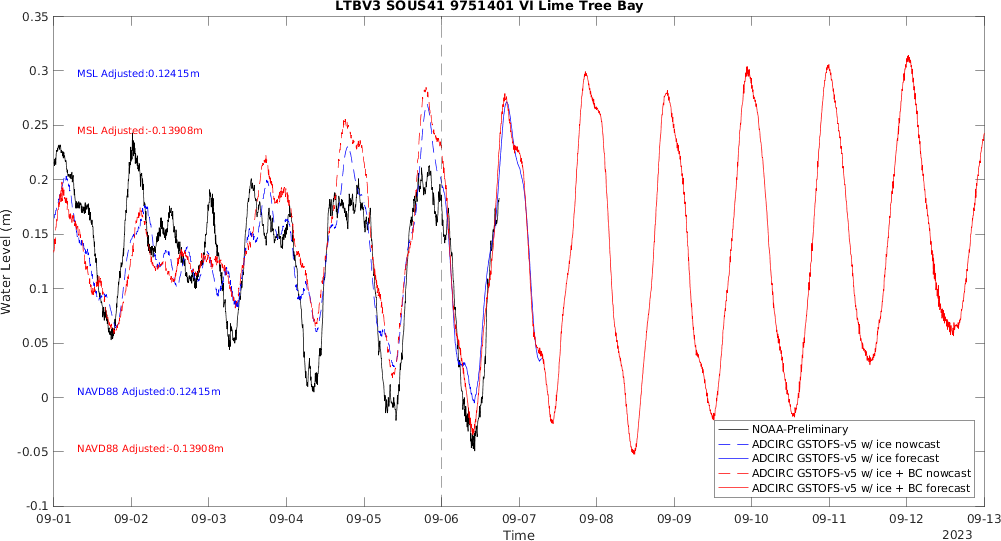 LTBV3 SOUS41 9751401 VI Lime Tree Bay
0.35
0.3
0.25
0.2
0.15
0.1
0.05
0
-0.05
-0.1
Water Level (m)
MSL Adjusted:0.12415m
MSL Adjusted:-0.13908m
NAVD88 Adjusted:0.12415m
NAVD88 Adjusted:-0.13908m
NOAA-Preliminary
ADCIRC GSTOFS-v5 w/ ice nowcast
ADCIRC GSTOFS-v5 w/ ice forecast
ADCIRC GSTOFS-v5 w/ ice + BC nowcast
ADCIRC GSTOFS-v5 w/ ice + BC forecast
09-01 09-02 09-03 09-04 09-05 09-06 09-07 09-08 09-09 09-10 09-11 09-12 09-13
Time
2023